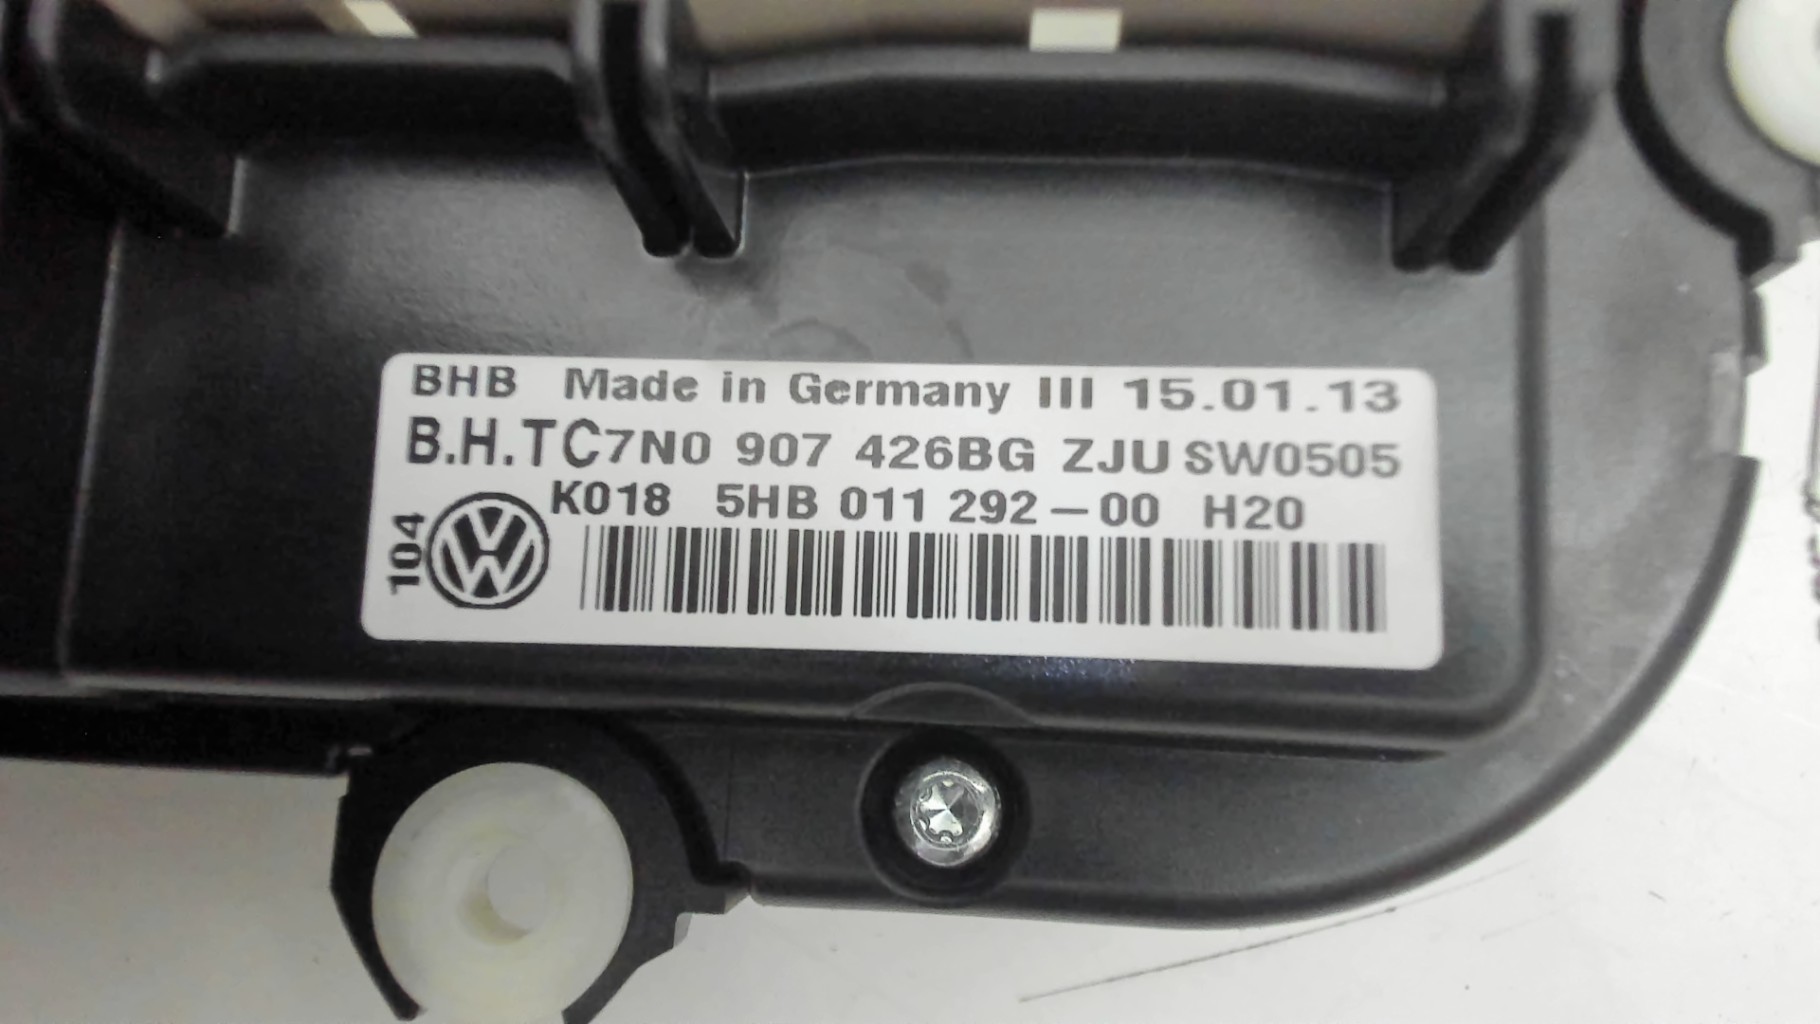 BHB Made in Germany III 15.01.13
B.H.TC7N0 907 426BG ZJU SW0505
K018 5HB 011 292-00 H20
104